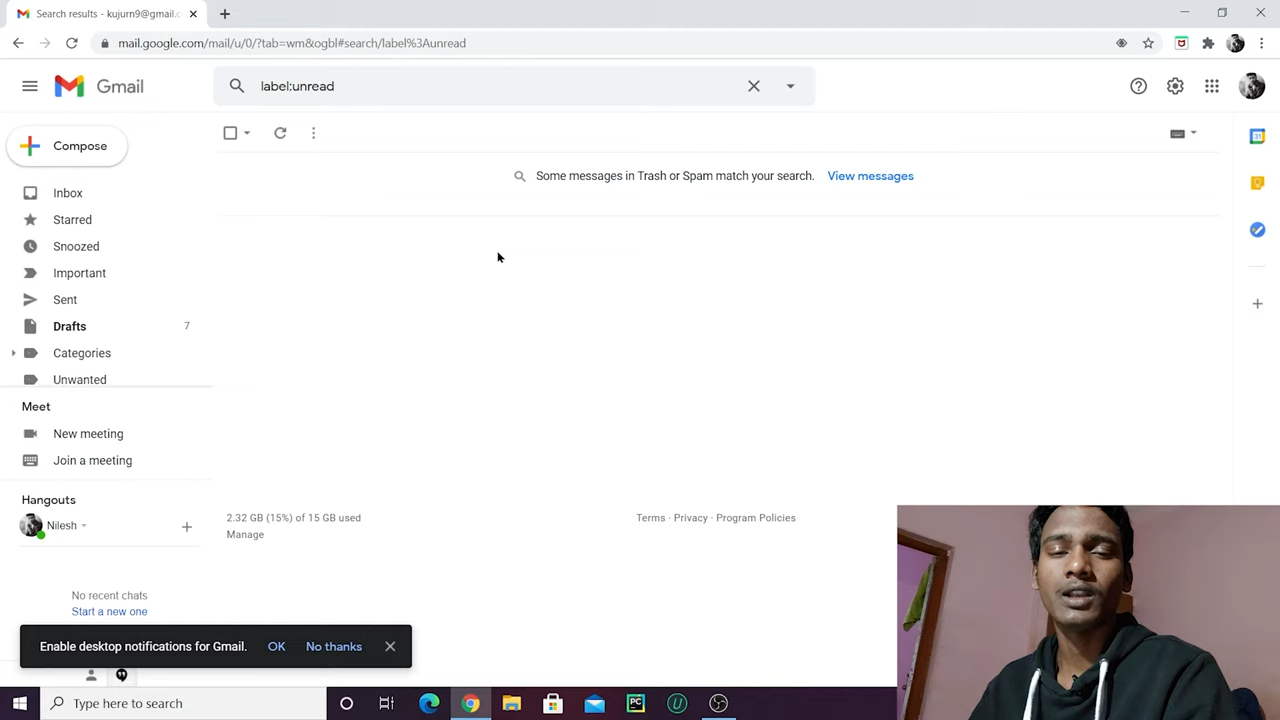 Search results - kujurn9@gmail.c
mail.google.com/mail/u/0/?tab=wm&ogbl#search/label%3Aunread
Gmail
label:unread
Compose
Some messages in Trash or Spam match your search. View messages
Inbox
Starred
Snoozed
Important
Sent
Drafts 7
Categories
Unwanted
Meet
New meeting
Join a meeting
Hangouts
Nilesh
2.32 GB (15%) of 15 GB used
Manage
Terms · Privacy · Program Policies
No recent chats
Start a new one
Enable desktop notifications for Gmail. OK No thanks
Type here to search
31
PC
U